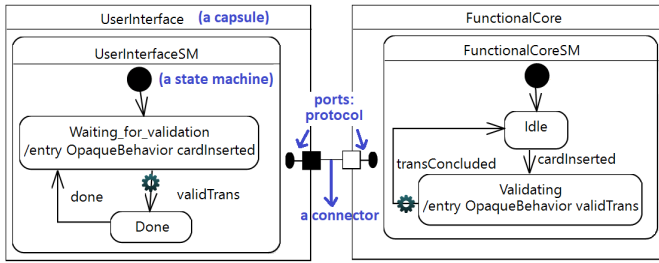 UserInterface (a capsule)
UserInterfaceSM
(a state machine)
Waiting_for_validation
/entry OpaqueBehavior cardInserted
done
validTrans
Done
ports:
protocol
a connector
FunctionalCore
FunctionalCoreSM
Idle
transConcluded
cardInserted
Validating
/entry OpaqueBehavior validTrans